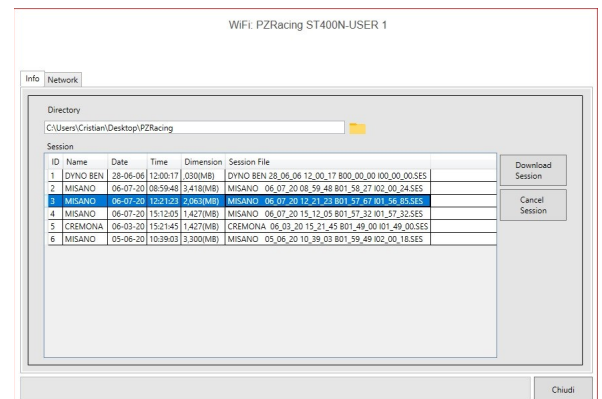 WiFi: PZRacing ST400N-USER 1
Info Network
Directory
C:\Users\Cristian\Desktop\PZRacing
Session
ID Name Date Time Dimension Session File
1 DYNO BEN 28-06-06 12:00:17 ,030(MB) DYNO BEN 28_06_06 12_00_17 B00_00_00 I00_00_00.SES
2 MISANO 06-07-20 08:59:48 3,418(MB) MISANO 06_07_20 08_59_48 B01_58_27 I02_00_24.SES
3 MISANO 06-07-20 12:21:23 2,063(MB) MISANO 06_07_20 12_21_23 B01_57_67 I01_56_85.SES
4 MISANO 06-07-20 15:12:05 1,427(MB) MISANO 06_07_20 15_12_05 B01_57_32 I01_57_32.SES
5 CREMONA 06-03-20 15:21:45 1,427(MB) CREMONA 06_03_20 15_21_45 B01_49_00 I01_49_00.SES
6 MISANO 05-06-20 10:39:03 3,300(MB) MISANO 05_06_20 10_39_03 B01_59_49 I02_00_18.SES
Download
Session
Cancel
Session
Chiudi